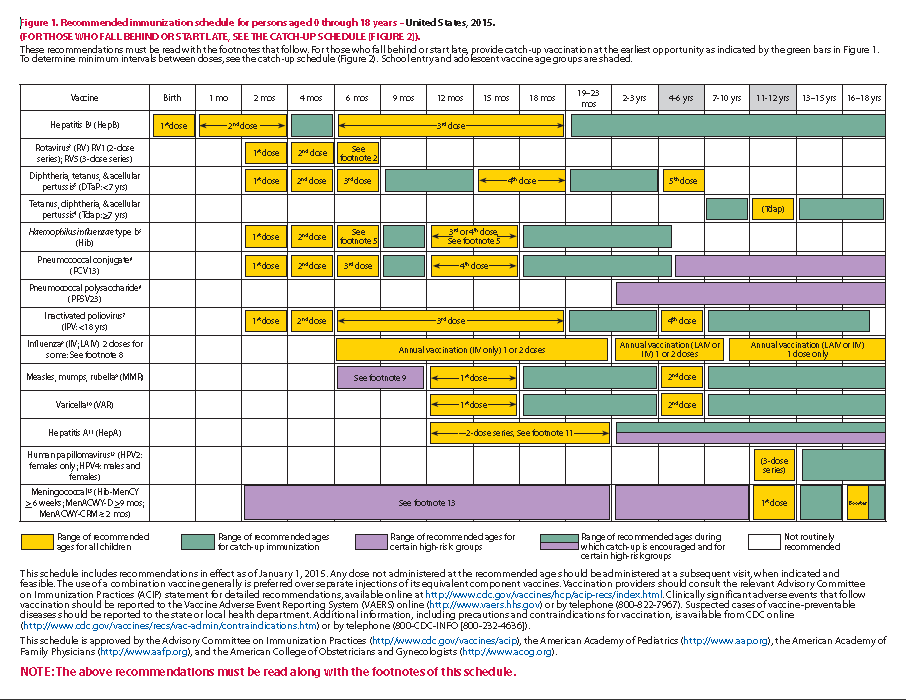 Figure 1. Recommended immunization schedule for persons aged 0 through 18 years – United States, 2015.
(FOR THOSE WHO FALL BEHIND OR START LATE, SEE THE CATCH-UP SCHEDULE [FIGURE 2]).
These recommendations must be read with the footnotes that follow. For those who fall behind or start late, provide catch-up vaccination at the earliest opportunity as indicated by the green bars in Figure 1.
To determine minimum intervals between doses, see the catch-up schedule (Figure 2). School entry and adolescent vaccine age groups are shaded.
Vaccine Birth 1 mo 2 mos 4 mos 6 mos 9 mos 12 mos 15 mos 18 mos 19–23 mos 2-3 yrs 4-6 yrs 7-10 yrs 11-12 yrs 13–15 yrs 16–18 yrs
Hepatitis B¹ (HepB) 1st dose 2nd dose 3rd dose
Rotavirus² (RV) RV1 (2-dose
series); RV5 (3-dose series) 1st dose 2nd dose See footnote 2
Diphtheria, tetanus, & acellular
pertussis³ (DTaP: <7 yrs) 1st dose 2nd dose 3rd dose 4th dose 5th dose
Tetanus, diphtheria, & acellular
pertussis⁴ (Tdap: ≥7 yrs) (Tdap)
Haemophilus influenzae type b⁵
(Hib) 1st dose 2nd dose See footnote 5 3rd or 4th dose, See footnote 5
Pneumococcal conjugate⁶
(PCV13) 1st dose 2nd dose 3rd dose 4th dose
Pneumococcal polysaccharide⁶
(PPSV23)
Inactivated poliovirus⁷
(IPV: <18 yrs) 1st dose 2nd dose 3rd dose 4th dose
Influenza⁸ (IIV; LAIV) 2 doses for
some: See footnote 8 Annual vaccination (IIV only) 1 or 2 doses Annual vaccination (LAIV or IIV) 1 or 2 doses Annual vaccination (LAIV or IIV) 1 dose only
Measles, mumps, rubella⁹ (MMR) See footnote 9 1st dose 2nd dose
Varicella¹⁰ (VAR) 1st dose 2nd dose
Hepatitis A¹¹ (HepA) 2-dose series, See footnote 11
Human papillomavirus¹² (HPV2:
females only; HPV4: males and
females) (3-dose series)
Meningococcal¹³ (Hib-MenCY
≥ 6 weeks; MenACWY-D ≥9 mos;
MenACWY-CRM ≥ 2 mos) See footnote 13 1st dose Booster
Range of recommended
ages for all children
Range of recommended ages
for catch-up immunization
Range of recommended ages for
certain high-risk groups
Range of recommended ages during
which catch-up is encouraged and for
certain high-risk groups
Not routinely
recommended
This schedule includes recommendations in effect as of January 1, 2015. Any dose not administered at the recommended age should be administered at a subsequent visit, when indicated and
feasible. The use of a combination vaccine generally is preferred over separate injections of its equivalent component vaccines. Vaccination providers should consult the relevant Advisory Committee
on Immunization Practices (ACIP) statement for detailed recommendations, available online at http://www.cdc.gov/vaccines/hcp/acip-recs/index.html. Clinically significant adverse events that follow
vaccination should be reported to the Vaccine Adverse Event Reporting System (VAERS) online (http://www.vaers.hhs.gov) or by telephone (800-822-7967). Suspected cases of vaccine-preventable
diseases should be reported to the state or local health department. Additional information, including precautions and contraindications for vaccination, is available from CDC online
(http://www.cdc.gov/vaccines/recs/vac-admin/contraindications.htm) or by telephone (800-CDC-INFO [800-232-4636]).
This schedule is approved by the Advisory Committee on Immunization Practices (http//www.cdc.gov/vaccines/acip), the American Academy of Pediatrics (http://www.aap.org), the American Academy of
Family Physicians (http://www.aafp.org), and the American College of Obstetricians and Gynecologists (http://www.acog.org).
NOTE: The above recommendations must be read along with the footnotes of this schedule.